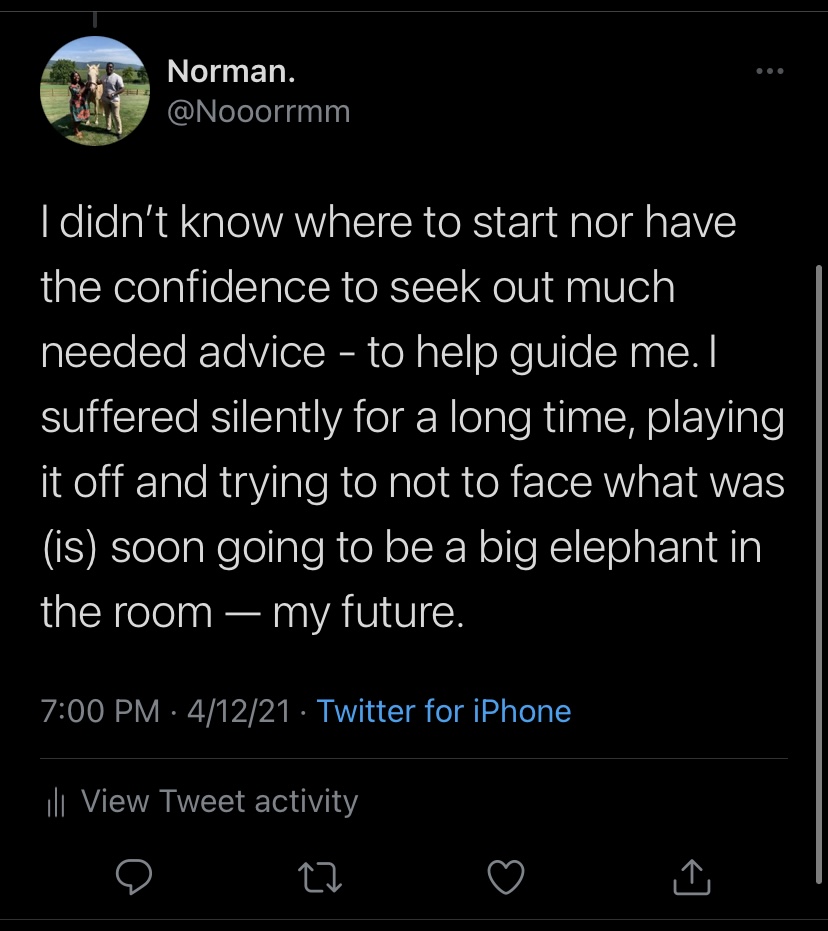 Norman.
@Nooorrmm
I didn’t know where to start nor have
the confidence to seek out much
needed advice - to help guide me. I
suffered silently for a long time, playing
it off and trying to not to face what was
(is) soon going to be a big elephant in
the room — my future.
7:00 PM · 4/12/21 · Twitter for iPhone
View Tweet activity